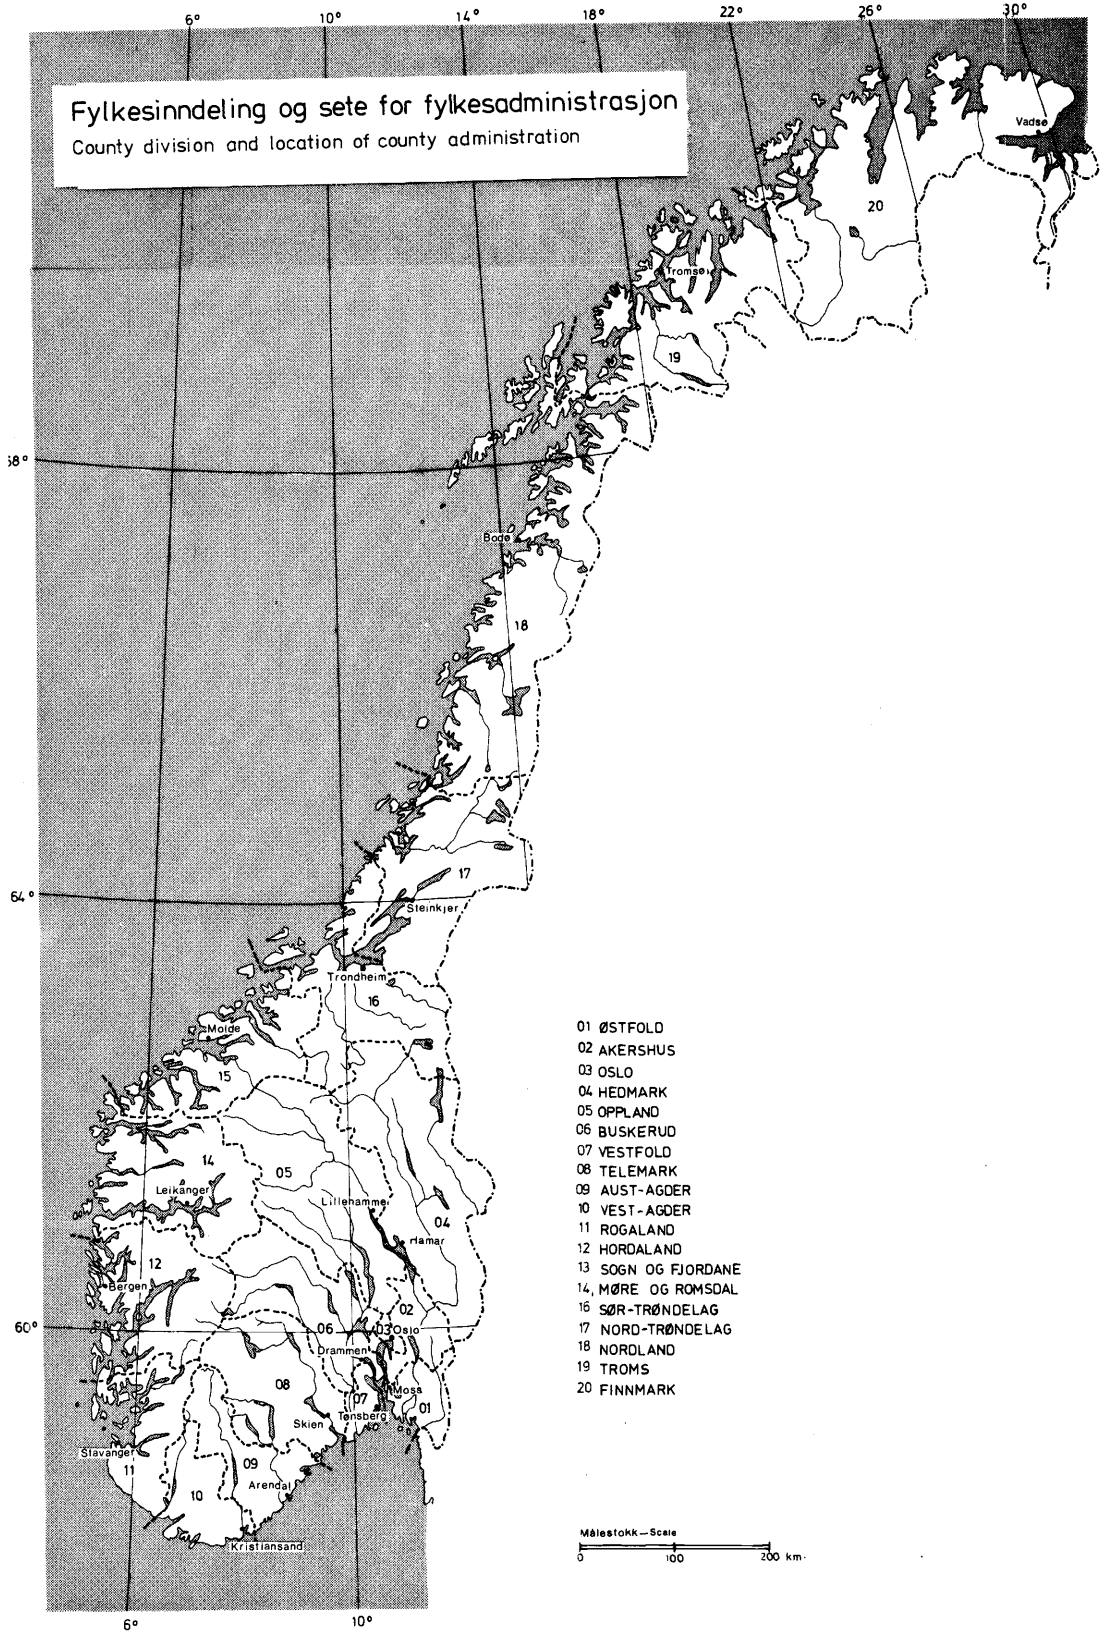 6° 10° 14° 18° 22° 26° 30°
Fylkesinndeling og sete for fylkesadministrasjon
County division and location of county administration
Vadsø
20
Tromsø
19
68°
Bodø
18
17
64°
Steinkjer
Trondheim
16
Molde
15
14
05
Leikanger
Lillehammer
04
Hamar
12
Bergen
02
60°
06
03 Oslo
Drammen
08
Moss
07
01
Tønsberg
Skien
Stavanger
11
09
Arendal
10
Kristiansand
01 ØSTFOLD
02 AKERSHUS
03 OSLO
04 HEDMARK
05 OPPLAND
06 BUSKERUD
07 VESTFOLD
08 TELEMARK
09 AUST-AGDER
10 VEST-AGDER
11 ROGALAND
12 HORDALAND
13 SOGN OG FJORDANE
14, MØRE OG ROMSDAL
16 SØR-TRØNDELAG
17 NORD-TRØNDELAG
18 NORDLAND
19 TROMS
20 FINNMARK
Målestokk—Scale
0 100 200 km.
6° 10°